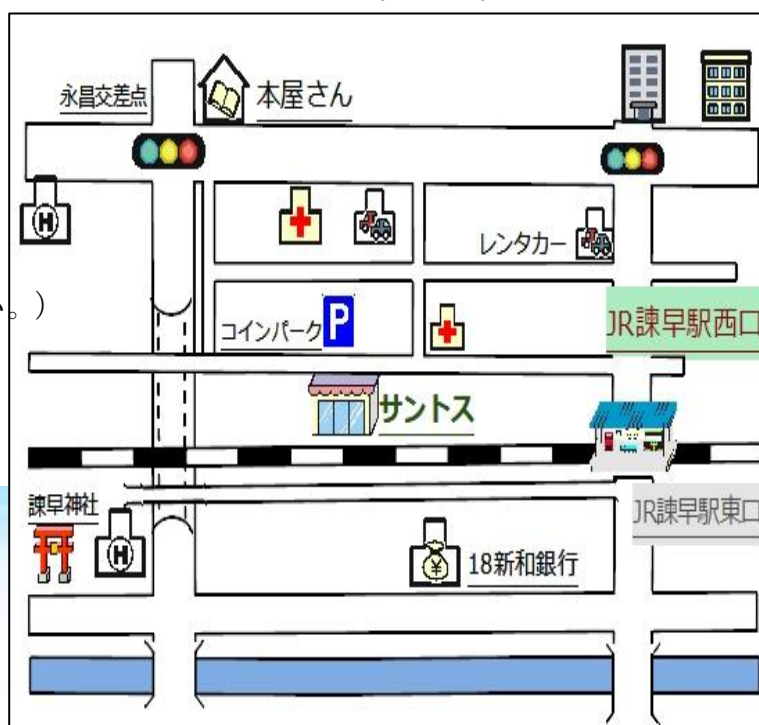 永昌交差点
本屋さん
H
レンタカー
い。）
コインパーク P
JR諫早駅西口
サントス
諫早神社
JR諫早駅東口
H
¥
18新和銀行